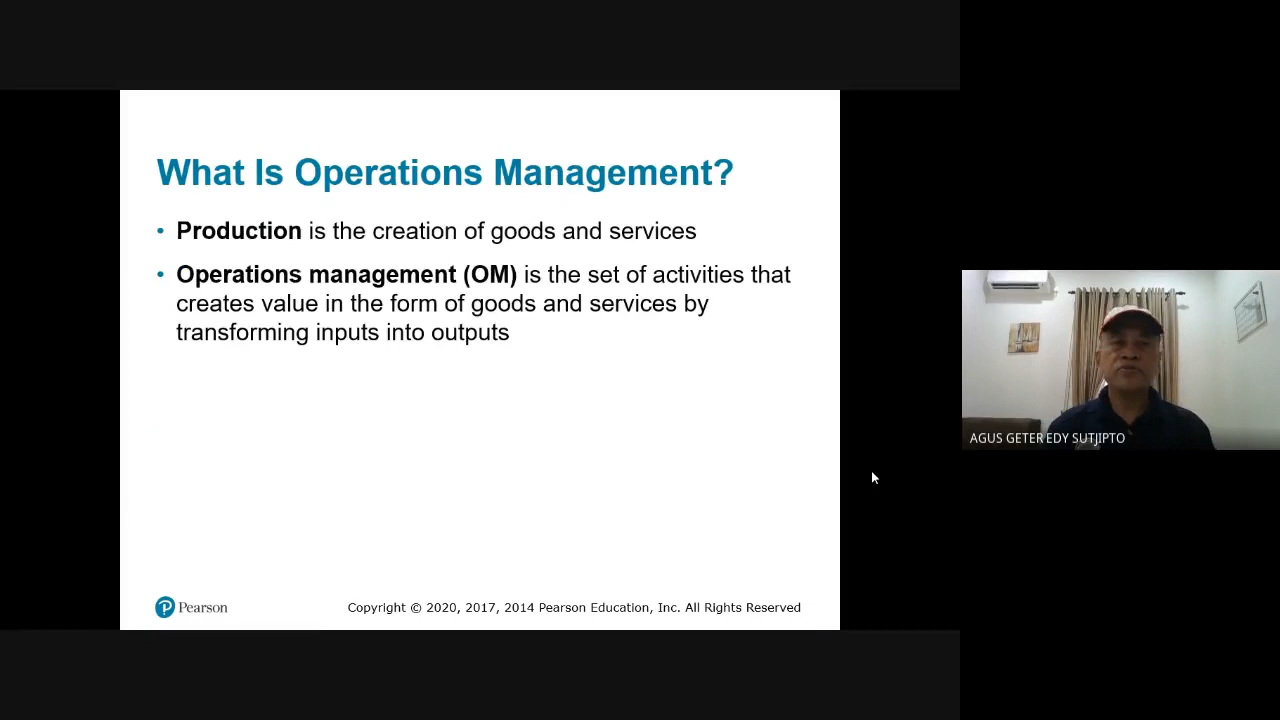 What Is Operations Management?
• Production is the creation of goods and services
• Operations management (OM) is the set of activities that
creates value in the form of goods and services by
transforming inputs into outputs
Pearson
Copyright © 2020, 2017, 2014 Pearson Education, Inc. All Rights Reserved
AGUS GETER EDY SUTJIPTO